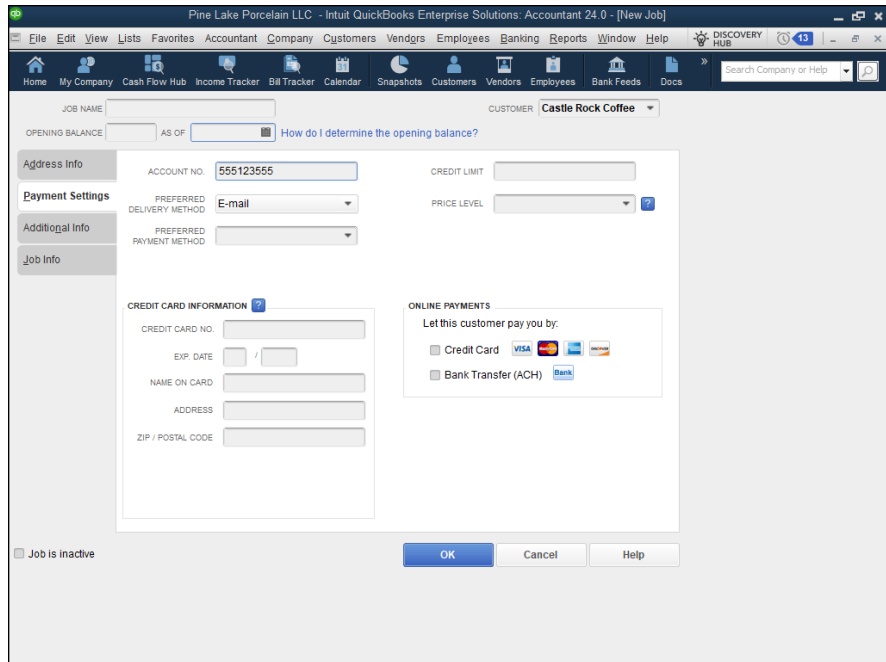 qb Pine Lake Porcelain LLC - Intuit QuickBooks Enterprise Solutions: Accountant 24.0 - [New Job]
File Edit View Lists Favorites Accountant Company Customers Vendors Employees Banking Reports Window Help DISCOVERY HUB 13
31
Home My Company Cash Flow Hub Income Tracker Bill Tracker Calendar Snapshots Customers Vendors Employees Bank Feeds Docs » Search Company or Help
JOB NAME CUSTOMER Castle Rock Coffee
OPENING BALANCE AS OF How do I determine the opening balance?
Address Info
Payment Settings
Additional Info
Job Info
ACCOUNT NO. 555123555 CREDIT LIMIT
PREFERRED DELIVERY METHOD E-mail PRICE LEVEL ?
PREFERRED PAYMENT METHOD
CREDIT CARD INFORMATION ?
CREDIT CARD NO.
EXP. DATE /
NAME ON CARD
ADDRESS
ZIP / POSTAL CODE
ONLINE PAYMENTS
Let this customer pay you by:
Credit Card VISA
Bank Transfer (ACH) Bank
Job is inactive OK Cancel Help